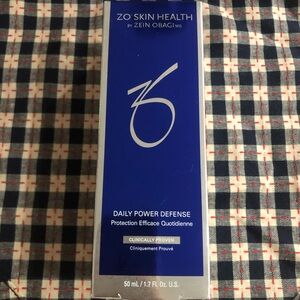 ZO SKIN HEALTH
BY ZEIN OBAGI MD
DAILY POWER DEFENSE
Protection Efficace Quotidienne
CLINICALLY PROVEN
Cliniquement Prouvé
50 mL / 1.7 FL Oz. U.S.